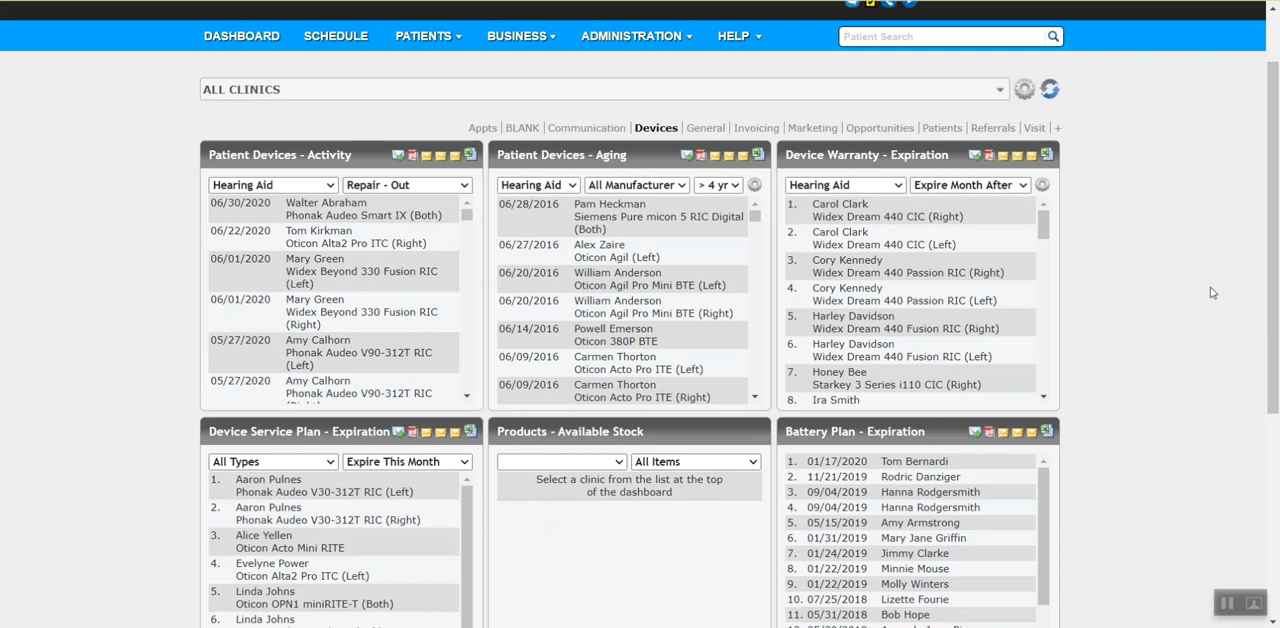 DASHBOARD SCHEDULE PATIENTS BUSINESS ADMINISTRATION HELP Patient Search
ALL CLINICS
Appts | BLANK | Communication | Devices | General | Invoicing | Marketing | Opportunities | Patients | Referrals | Visit | +
Patient Devices - Activity
Hearing Aid Repair - Out
06/30/2020 Walter Abraham
Phonak Audeo Smart IX (Both)
06/22/2020 Tom Kirkman
Oticon Alta2 Pro ITC (Right)
06/01/2020 Mary Green
Widex Beyond 330 Fusion RIC
(Left)
06/01/2020 Mary Green
Widex Beyond 330 Fusion RIC
(Right)
05/27/2020 Amy Calhorn
Phonak Audeo V90-312T RIC
(Left)
05/27/2020 Amy Calhorn
Phonak Audeo V90-312T RIC
Patient Devices - Aging
Hearing Aid All Manufacturer > 4 yr
06/28/2016 Pam Heckman
Siemens Pure micon 5 RIC Digital
(Both)
06/27/2016 Alex Zaire
Oticon Agil (Left)
06/20/2016 William Anderson
Oticon Agil Pro Mini BTE (Left)
06/20/2016 William Anderson
Oticon Agil Pro Mini BTE (Right)
06/14/2016 Powell Emerson
Oticon 380P BTE
06/09/2016 Carmen Thorton
Oticon Acto Pro ITE (Left)
06/09/2016 Carmen Thorton
Oticon Acto Pro ITE (Right)
Device Warranty - Expiration
Hearing Aid Expire Month After
1. Carol Clark
Widex Dream 440 CIC (Right)
2. Carol Clark
Widex Dream 440 CIC (Left)
3. Cory Kennedy
Widex Dream 440 Passion RIC (Right)
4. Cory Kennedy
Widex Dream 440 Passion RIC (Left)
5. Harley Davidson
Widex Dream 440 Fusion RIC (Right)
6. Harley Davidson
Widex Dream 440 Fusion RIC (Left)
7. Honey Bee
Starkey 3 Series i110 CIC (Right)
8. Ira Smith
Device Service Plan - Expiration
All Types Expire This Month
1. Aaron Pulnes
Phonak Audeo V30-312T RIC (Left)
2. Aaron Pulnes
Phonak Audeo V30-312T RIC (Right)
3. Alice Yellen
Oticon Acto Mini RITE
4. Evelyne Power
Oticon Alta2 Pro ITC (Left)
5. Linda Johns
Oticon OPN1 miniRITE-T (Both)
6. Linda Johns
Products - Available Stock
All Items
Select a clinic from the list at the top
of the dashboard
Battery Plan - Expiration
1. 01/17/2020 Tom Bernardi
2. 11/21/2019 Rodric Danziger
3. 09/04/2019 Hanna Rodgersmith
4. 09/04/2019 Hanna Rodgersmith
5. 05/15/2019 Amy Armstrong
6. 01/31/2019 Mary Jane Griffin
7. 01/24/2019 Jimmy Clarke
8. 01/22/2019 Minnie Mouse
9. 01/22/2019 Molly Winters
10. 07/25/2018 Lizette Fourie
11. 05/31/2018 Bob Hope